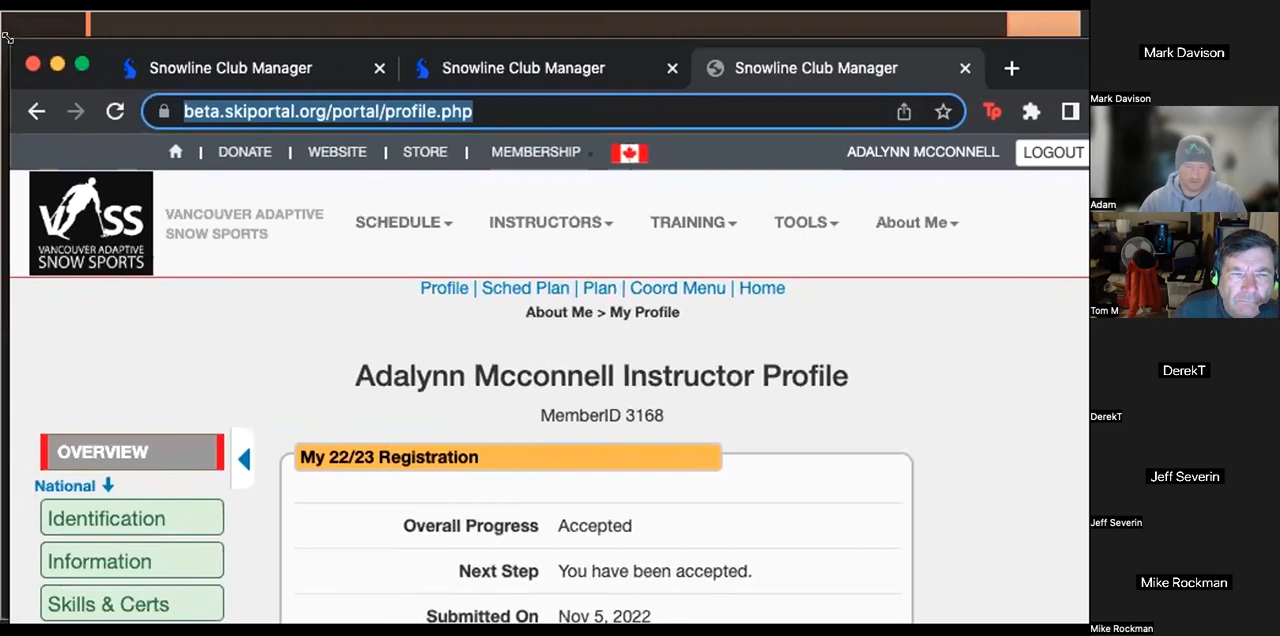 Snowline Club Manager
Snowline Club Manager
Snowline Club Manager
beta.skiportal.org/portal/profile.php
Tp
DONATE | WEBSITE | STORE | MEMBERSHIP
ADALYNN MCCONNELL
LOGOUT
VASS
VANCOUVER ADAPTIVE
SNOW SPORTS
VANCOUVER ADAPTIVE
SNOW SPORTS
SCHEDULE
INSTRUCTORS
TRAINING
TOOLS
About Me
Profile | Sched Plan | Plan | Coord Menu | Home
About Me > My Profile
Adalynn Mcconnell Instructor Profile
MemberID 3168
OVERVIEW
National
Identification
Information
Skills & Certs
My 22/23 Registration
Overall Progress Accepted
Next Step You have been accepted.
Submitted On Nov 5, 2022
Mark Davison
Mark Davison
Adam
Tom M
DerekT
DerekT
Jeff Severin
Jeff Severin
Mike Rockman
Mike Rockman